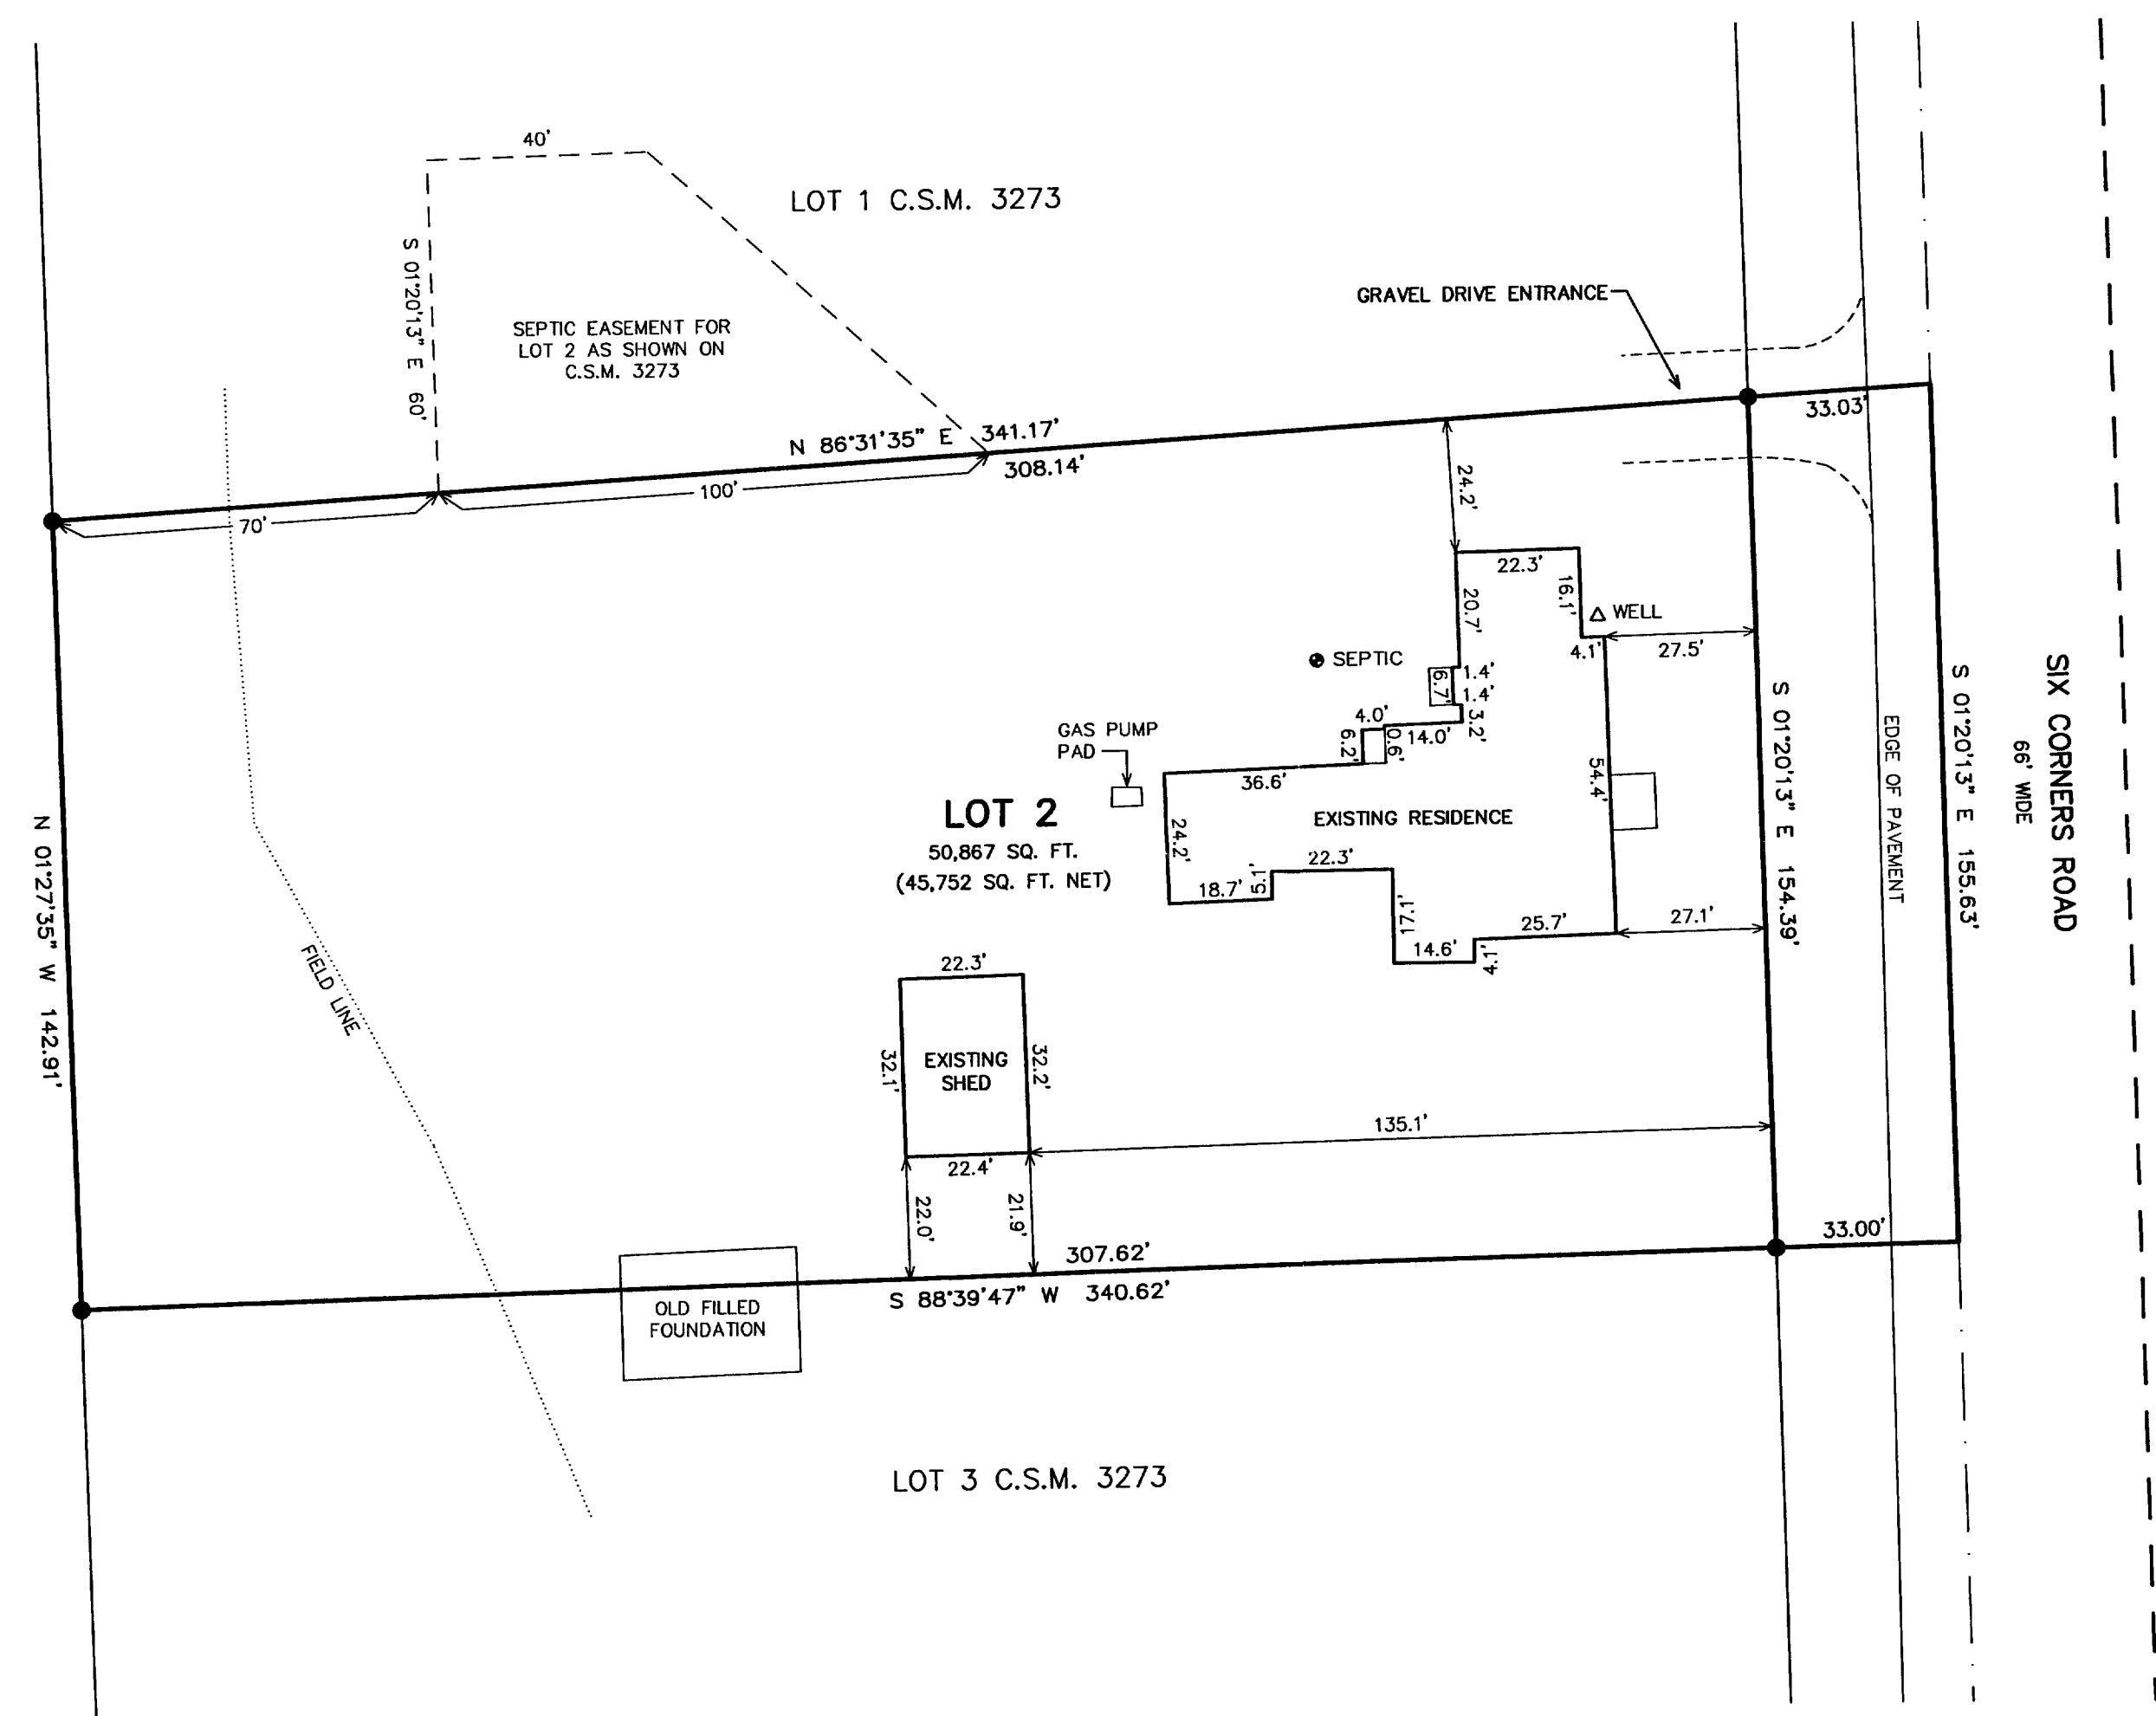 40'
LOT 1 C.S.M. 3273
S 01°20'13" E 60'
SEPTIC EASEMENT FOR
LOT 2 AS SHOWN ON
C.S.M. 3273
GRAVEL DRIVE ENTRANCE
33.03'
N 86°31'35" E 341.17'
308.14'
100'
70'
24.2'
22.3'
16.1'
20.7'
WELL
4.1'
27.5'
SEPTIC
1.4'
6.7'
1.4'
3.2'
4.0'
14.0'
6.2'
0.6'
GAS PUMP
PAD
36.6'
54.4'
LOT 2
50,867 SQ. FT.
(45,752 SQ. FT. NET)
24.2'
EXISTING RESIDENCE
22.3'
18.7'
5.1'
17.1'
25.7'
27.1'
14.6'
4.1'
S 01°20'13" E 154.39'
EDGE OF PAVEMENT
S 01°20'13" E 155.63'
SIX CORNERS ROAD
66' WIDE
N 01°27'35" W 142.91'
FIELD LINE
22.3'
32.1'
EXISTING
SHED
32.2'
135.1'
22.4'
22.0'
21.9'
307.62'
33.00'
S 88°39'47" W 340.62'
OLD FILLED
FOUNDATION
LOT 3 C.S.M. 3273